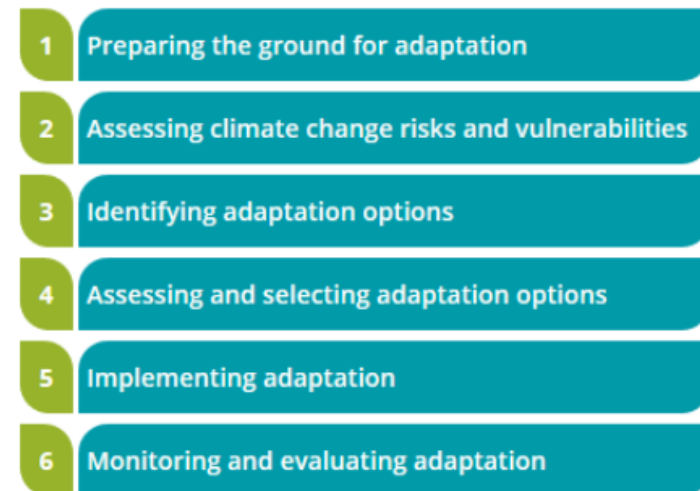 1 Preparing the ground for adaptation
2 Assessing climate change risks and vulnerabilities
3 Identifying adaptation options
4 Assessing and selecting adaptation options
5 Implementing adaptation
6 Monitoring and evaluating adaptation